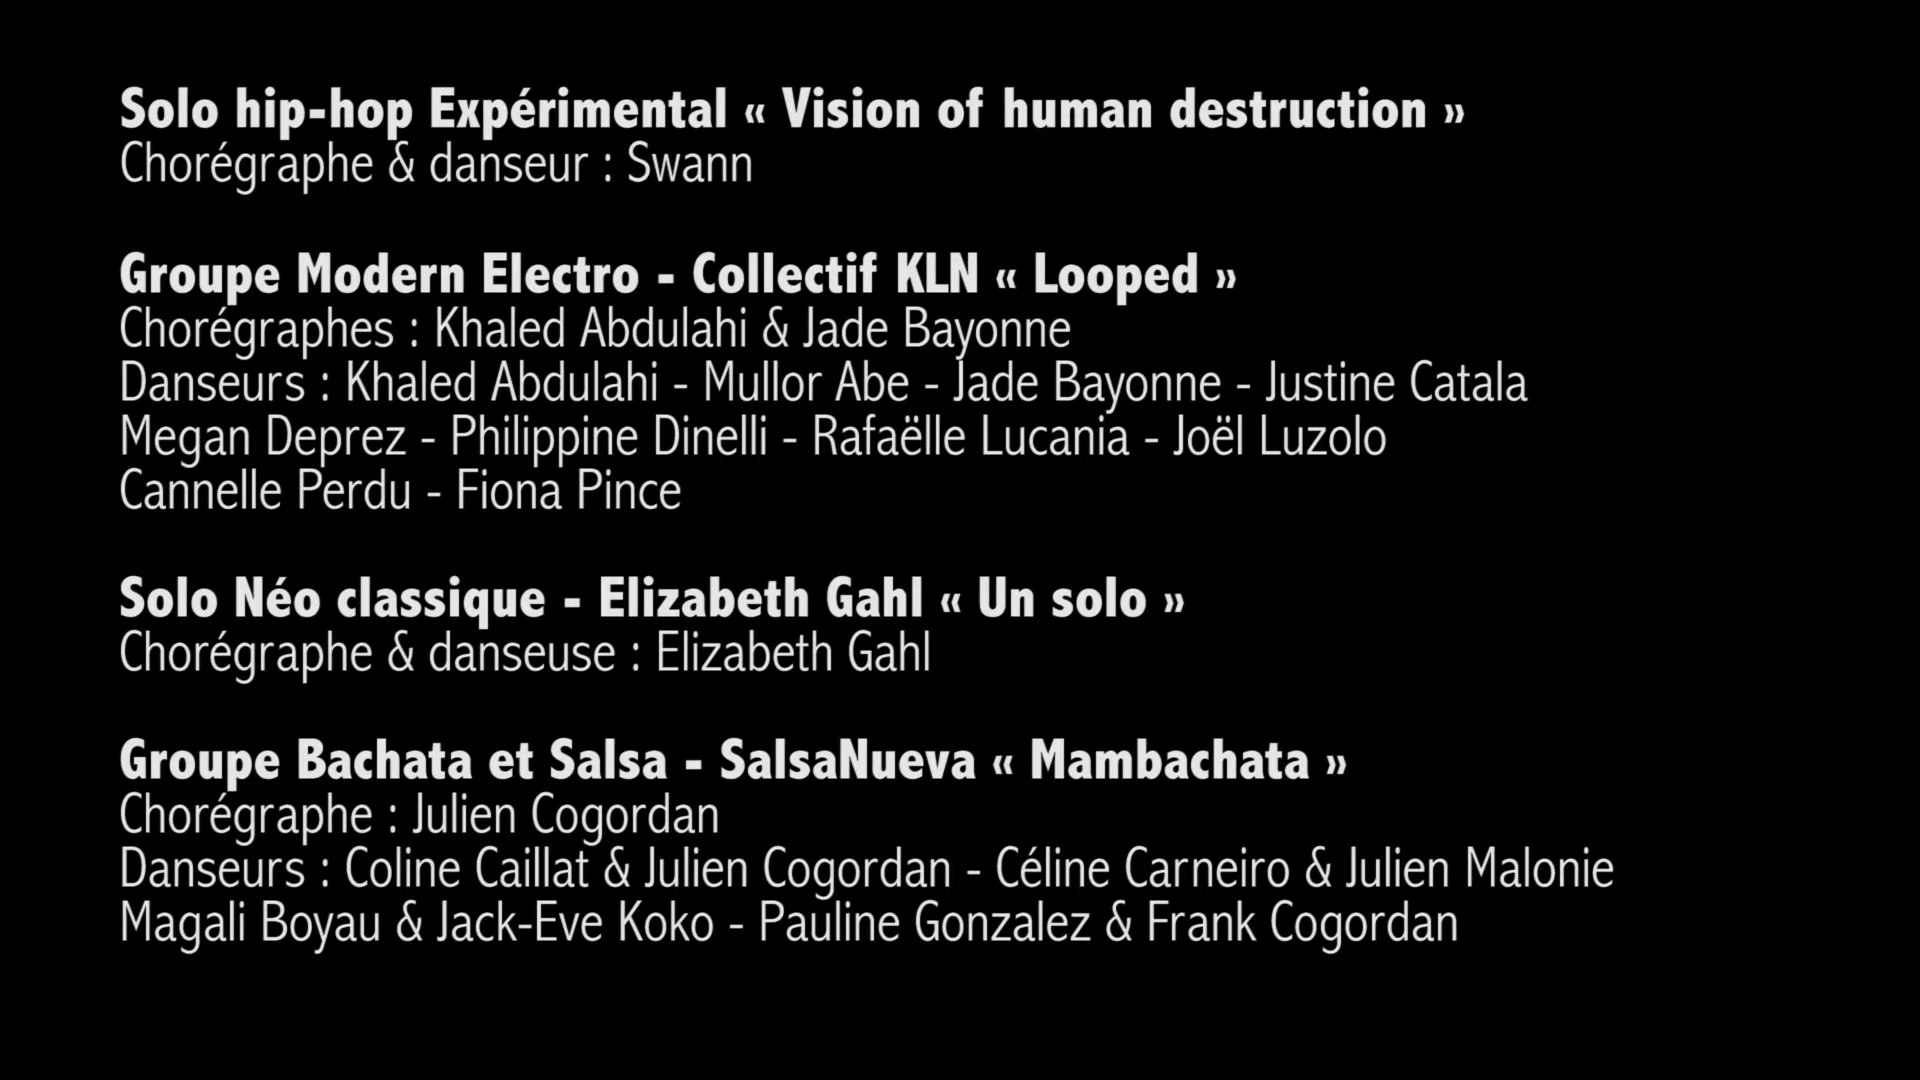 Solo hip-hop Expérimental « Vision of human destruction »
Chorégraphe & danseur : Swann
Groupe Modern Electro - Collectif KLN « Looped »
Chorégraphes : Khaled Abdulahi & Jade Bayonne
Danseurs : Khaled Abdulahi - Mullor Abe - Jade Bayonne - Justine Catala
Megan Deprez - Philippine Dinelli - Rafaëlle Lucania - Joël Luzolo
Cannelle Perdu - Fiona Pince
Solo Néo classique - Elizabeth Gahl « Un solo »
Chorégraphe & danseuse : Elizabeth Gahl
Groupe Bachata et Salsa - SalsaNueva « Mambachata »
Chorégraphe : Julien Cogordan
Danseurs : Coline Caillat & Julien Cogordan - Céline Carneiro & Julien Malonie
Magali Boyau & Jack-Eve Koko - Pauline Gonzalez & Frank Cogordan